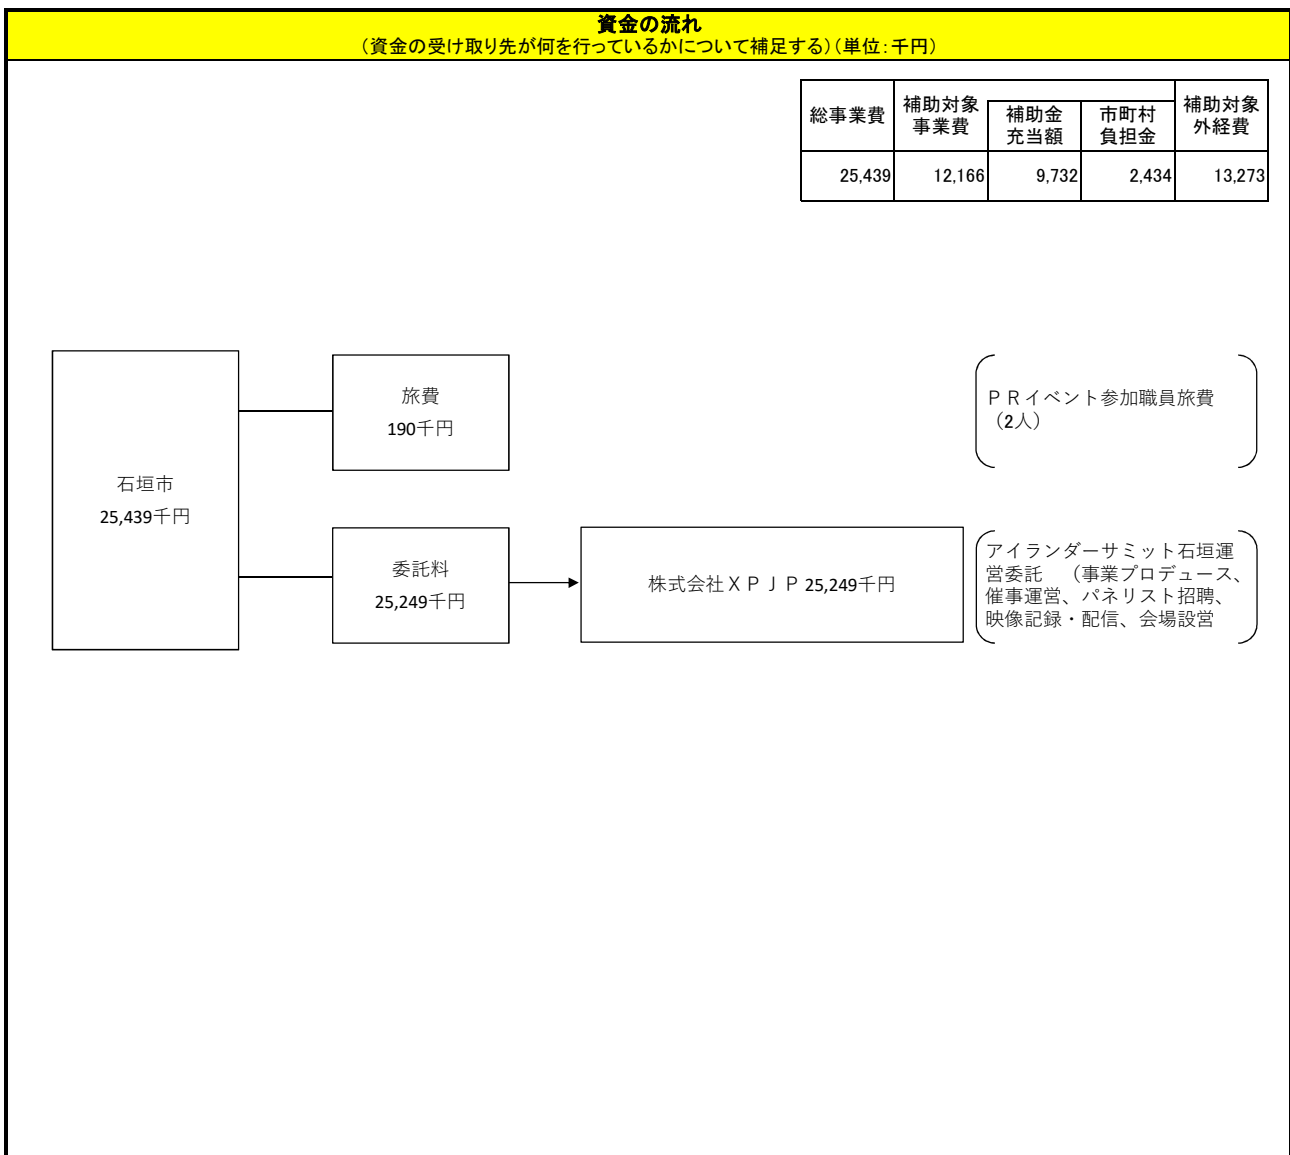 資金の流れ
（資金の受け取り先が何を行っているかについて補足する）（単位：千円）
総事業費
補助対象
事業費
補助金
充当額
市町村
負担金
補助対象
外経費
25,439
12,166
9,732
2,434
13,273
石垣市
25,439千円
旅費
190千円
ＰＲイベント参加職員旅費
（2人）
委託料
25,249千円
株式会社ＸＰＪＰ 25,249千円
アイランダーサミット石垣運
営委託　（事業プロデュース、
催事運営、パネリスト招聘、
映像記録・配信、会場設営